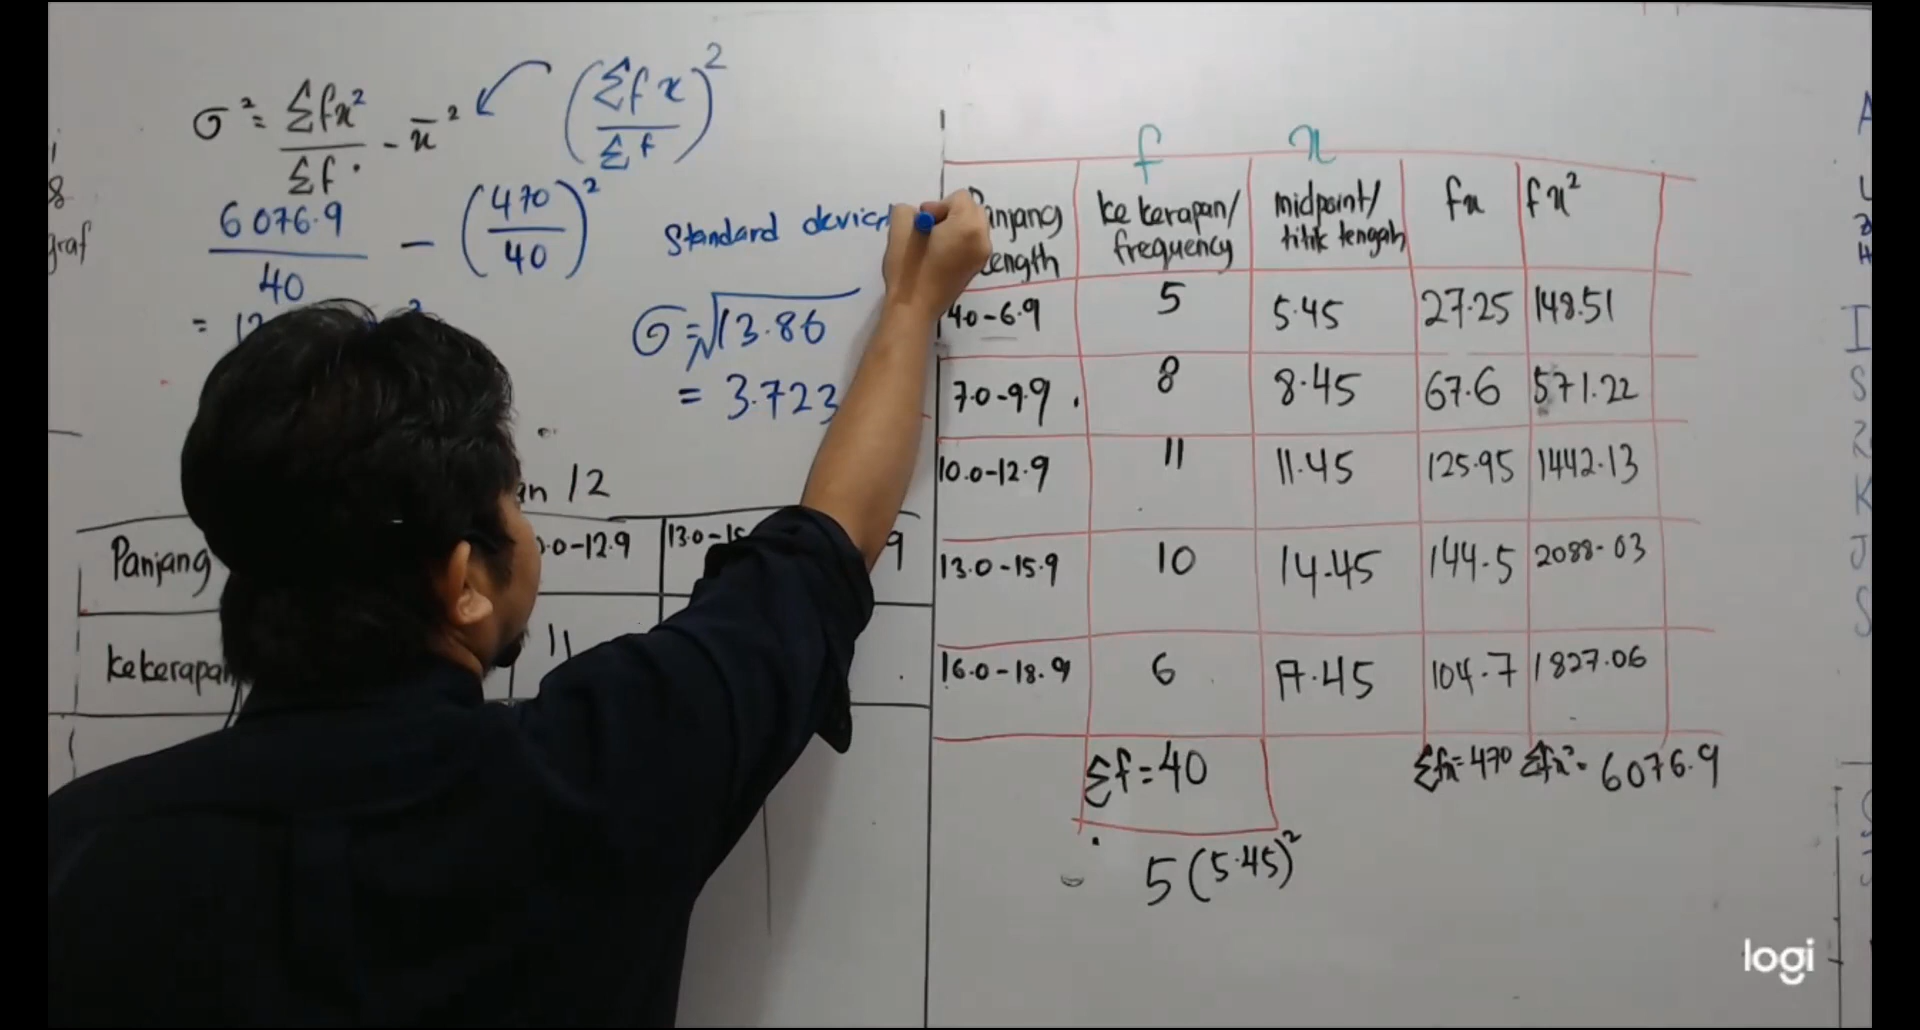 σ² = Σfx² / Σf - x̄² (Σfx / Σf)²
6076.9 / 40 - (470 / 40)²
Standard
σ = √13.86
= 3.723
12
Panjang
0-12.9
13.0-15
9
kekerapan
11
graf
8
f
x
Panjang
Length
kekerapan/
frequency
midpoint/
titik tengah
fx
fx²
4.0-6.9 5 5.45 27.25 148.51
7.0-9.9 8 8.45 67.6 571.22
10.0-12.9 11 11.45 125.95 1442.13
13.0-15.9 10 14.45 144.5 2088.03
16.0-18.9 6 17.45 104.7 1827.06
Σf = 40 Σfx = 470 Σfx² = 6076.9
5(5.45)²
logi